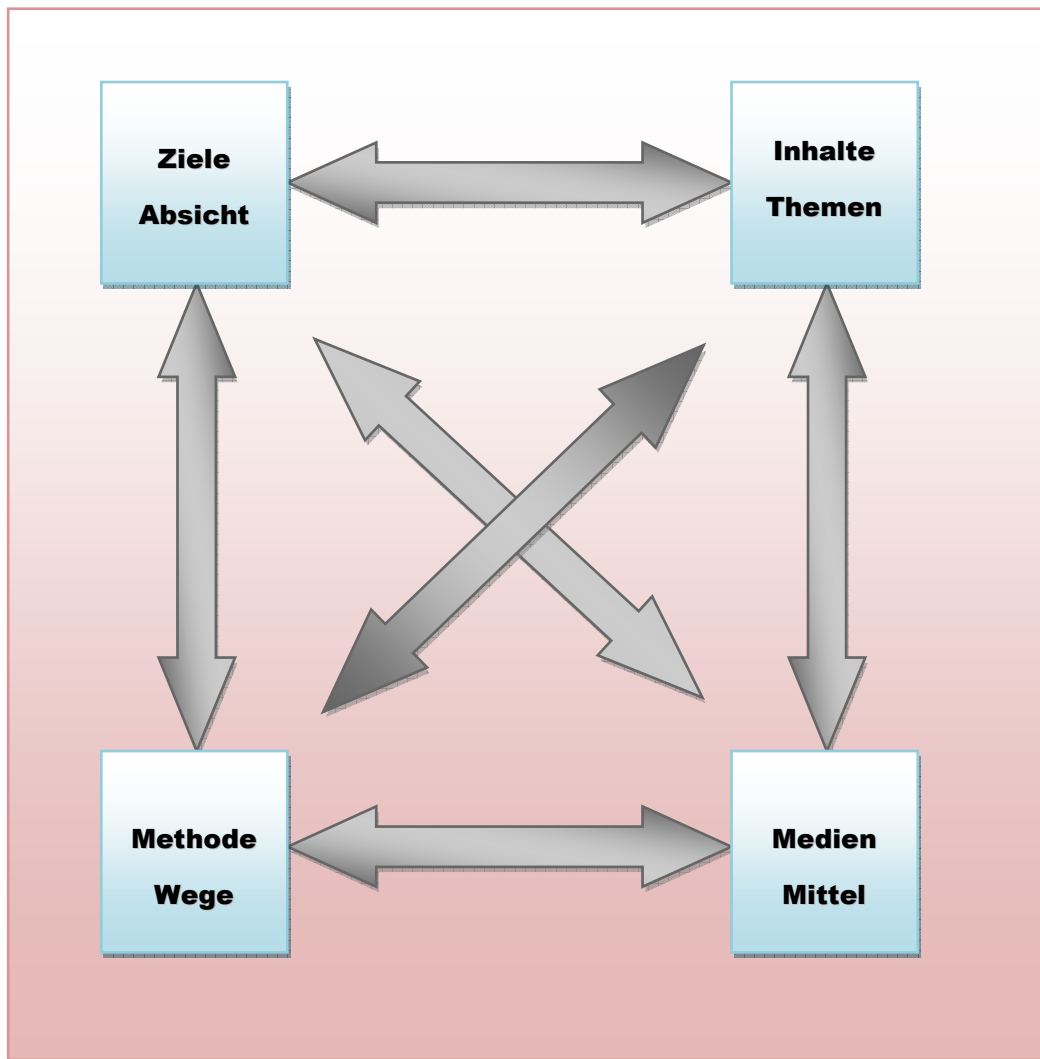 Ziele
Absicht
Inhalte
Themen
Methode
Wege
Medien
Mittel